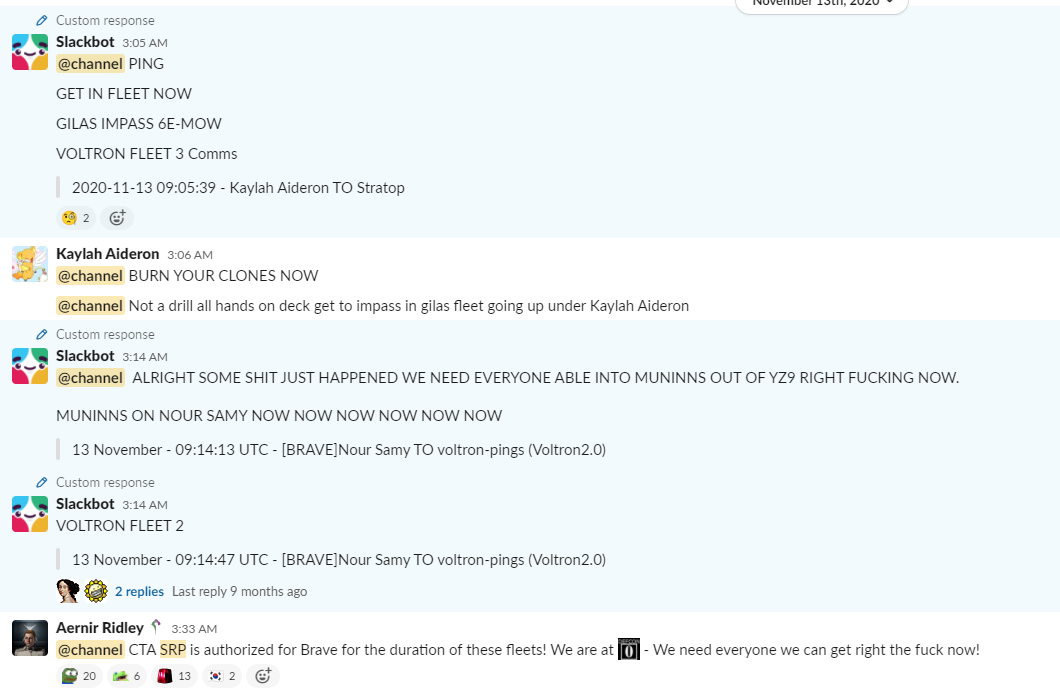 November 13th, 2020
Custom response
Slackbot 3:05 AM
@channel PING
GET IN FLEET NOW
GILAS IMPASS 6E-MOW
VOLTRON FLEET 3 Comms
2020-11-13 09:05:39 - Kaylah Aideron TO Stratop
2
Kaylah Aideron 3:06 AM
@channel BURN YOUR CLONES NOW
@channel Not a drill all hands on deck get to impass in gilas fleet going up under Kaylah Aideron
Custom response
Slackbot 3:14 AM
@channel ALRIGHT SOME SHIT JUST HAPPENED WE NEED EVERYONE ABLE INTO MUNINNS OUT OF YZ9 RIGHT FUCKING NOW.
MUNINNS ON NOUR SAMY NOW NOW NOW NOW NOW NOW
13 November - 09:14:13 UTC - [BRAVE]Nour Samy TO voltron-pings (Voltron2.0)
Custom response
Slackbot 3:14 AM
VOLTRON FLEET 2
13 November - 09:14:47 UTC - [BRAVE]Nour Samy TO voltron-pings (Voltron2.0)
2 replies Last reply 9 months ago
Aernir Ridley 3:33 AM
@channel CTA SRP is authorized for Brave for the duration of these fleets! We are at 0 - We need everyone we can get right the fuck now!
20 6 13 2